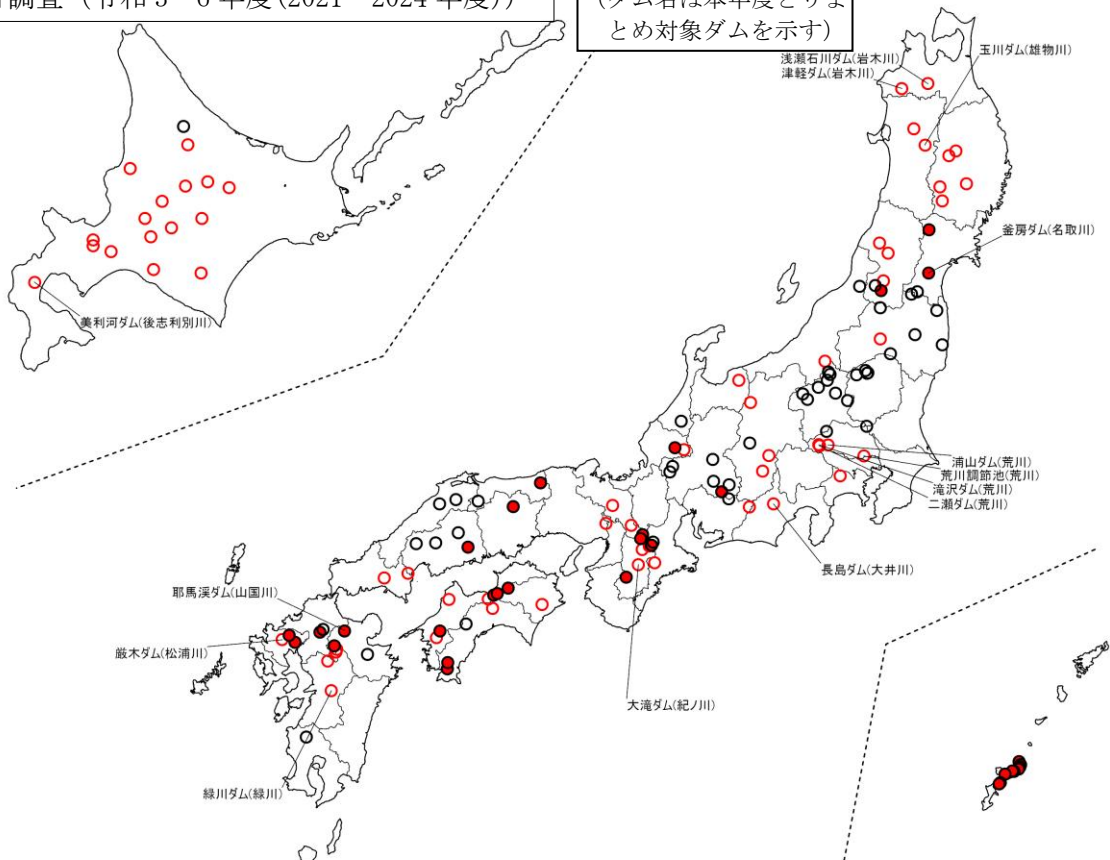 調査（令和3～6年度(2021～2024年度)）
(ダム名は本年度とりま
とめ対象ダムを示す)
浅瀬石川ダム(岩木川)
津軽ダム(岩木川)
玉川ダム(雄物川)
釜房ダム(名取川)
美利河ダム(後志利別川)
浦山ダム(荒川)
荒川調節池(荒川)
滝沢ダム(荒川)
二瀬ダム(荒川)
長島ダム(大井川)
耶馬渓ダム(山国川)
厳木ダム(松浦川)
大滝ダム(紀ノ川)
緑川ダム(緑川)